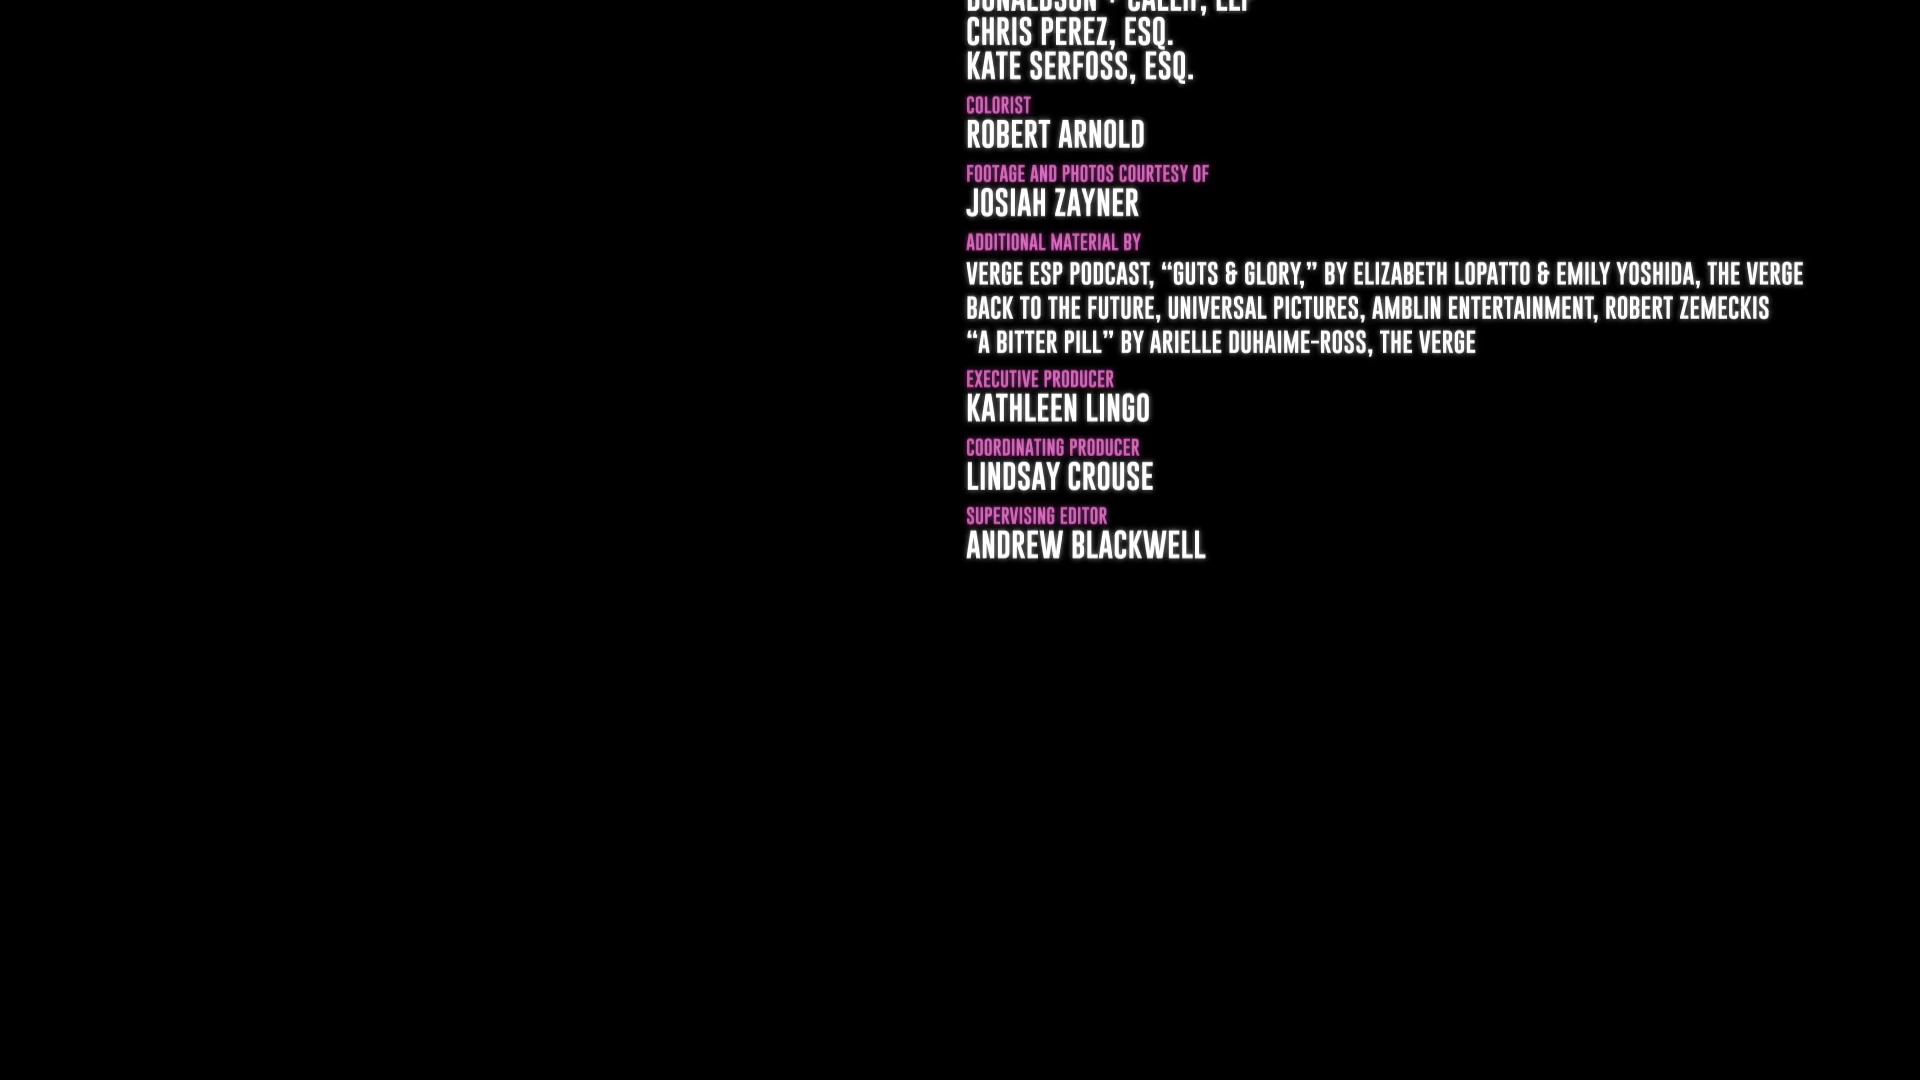 DONALDSON + CALLIF, LLP
CHRIS PEREZ, ESQ.
KATE SERFOSS, ESQ.
COLORIST
ROBERT ARNOLD
FOOTAGE AND PHOTOS COURTESY OF
JOSIAH ZAYNER
ADDITIONAL MATERIAL BY
VERGE ESP PODCAST, “GUTS & GLORY,” BY ELIZABETH LOPATTO & EMILY YOSHIDA, THE VERGE
BACK TO THE FUTURE, UNIVERSAL PICTURES, AMBLIN ENTERTAINMENT, ROBERT ZEMECKIS
“A BITTER PILL” BY ARIELLE DUHAIME-ROSS, THE VERGE
EXECUTIVE PRODUCER
KATHLEEN LINGO
COORDINATING PRODUCER
LINDSAY CROUSE
SUPERVISING EDITOR
ANDREW BLACKWELL